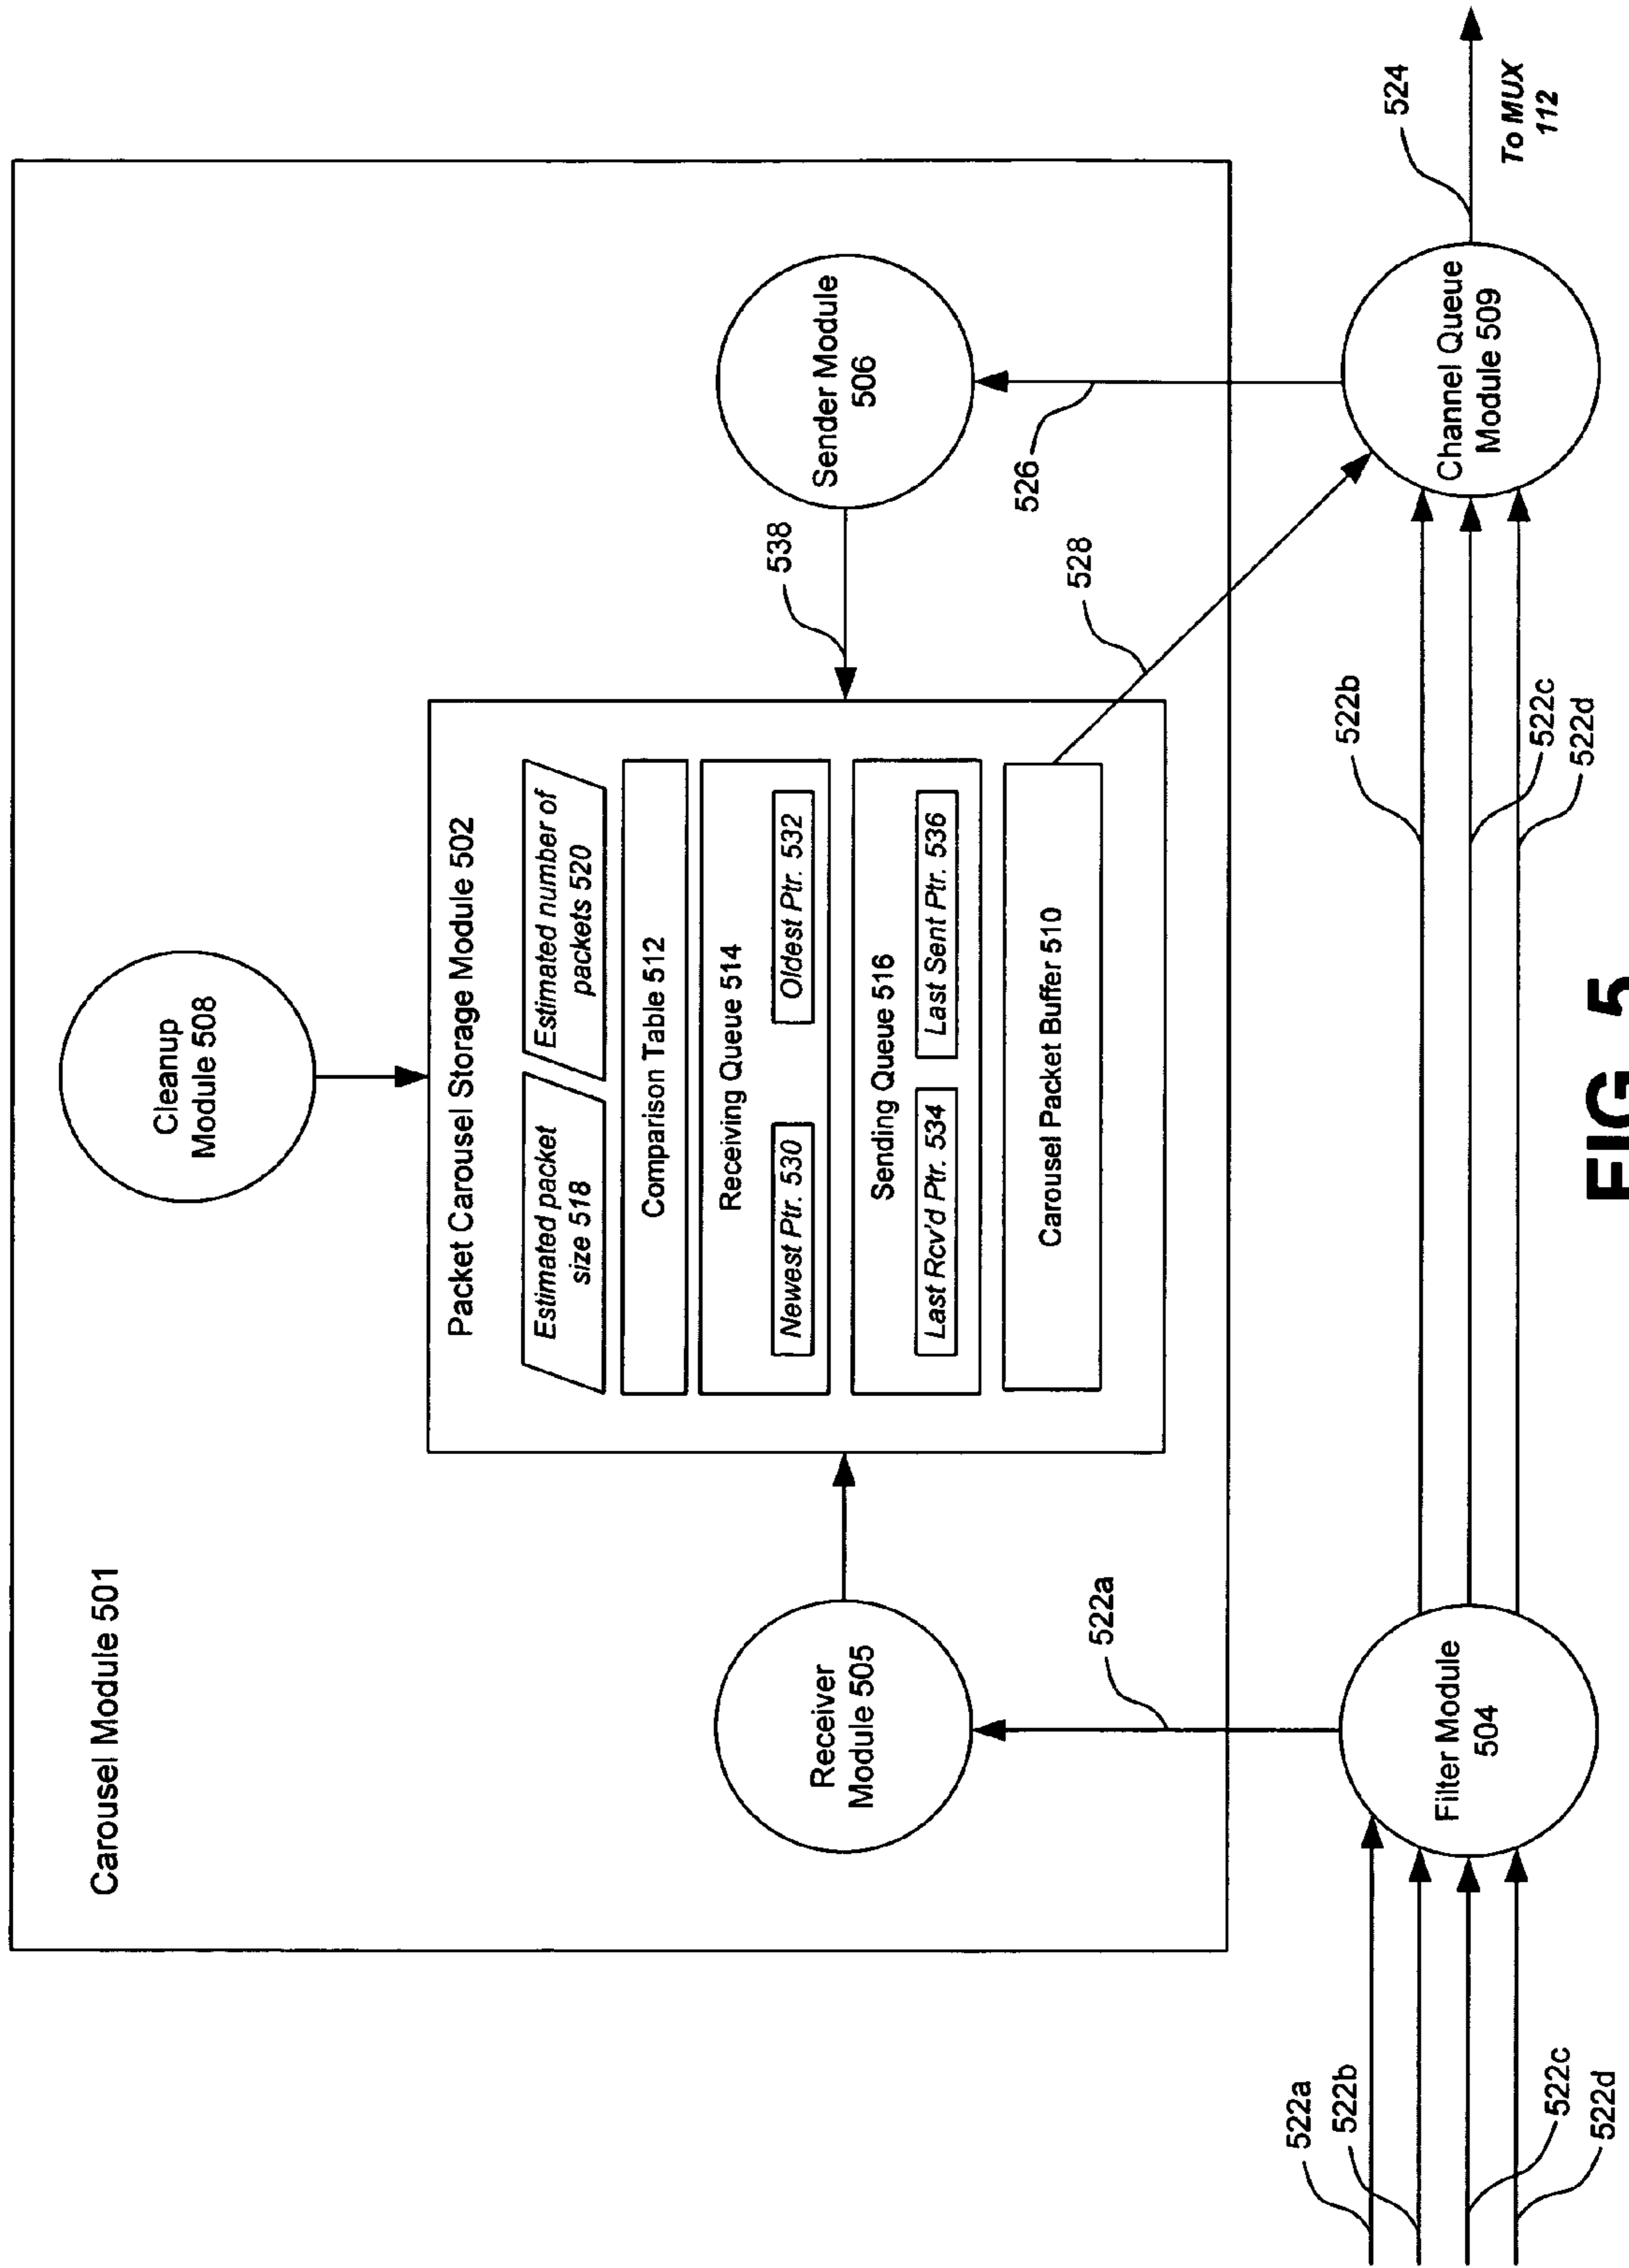 Carousel Module 501
Cleanup
Module 508
Packet Carousel Storage Module 502
Estimated packet
size 518
Estimated number of
packets 520
Comparison Table 512
Receiving Queue 514
Newest Ptr. 530
Oldest Ptr. 532
Sending Queue 516
Last Rcv'd Ptr. 534
Last Sent Ptr. 536
Carousel Packet Buffer 510
Receiver
Module 505
Sender Module
506
538
522a
528
526
524
To MUX
112
522a
522b
522c
522d
Filter Module
504
522b
522c
522d
Channel Queue
Module 509
FIG. 5